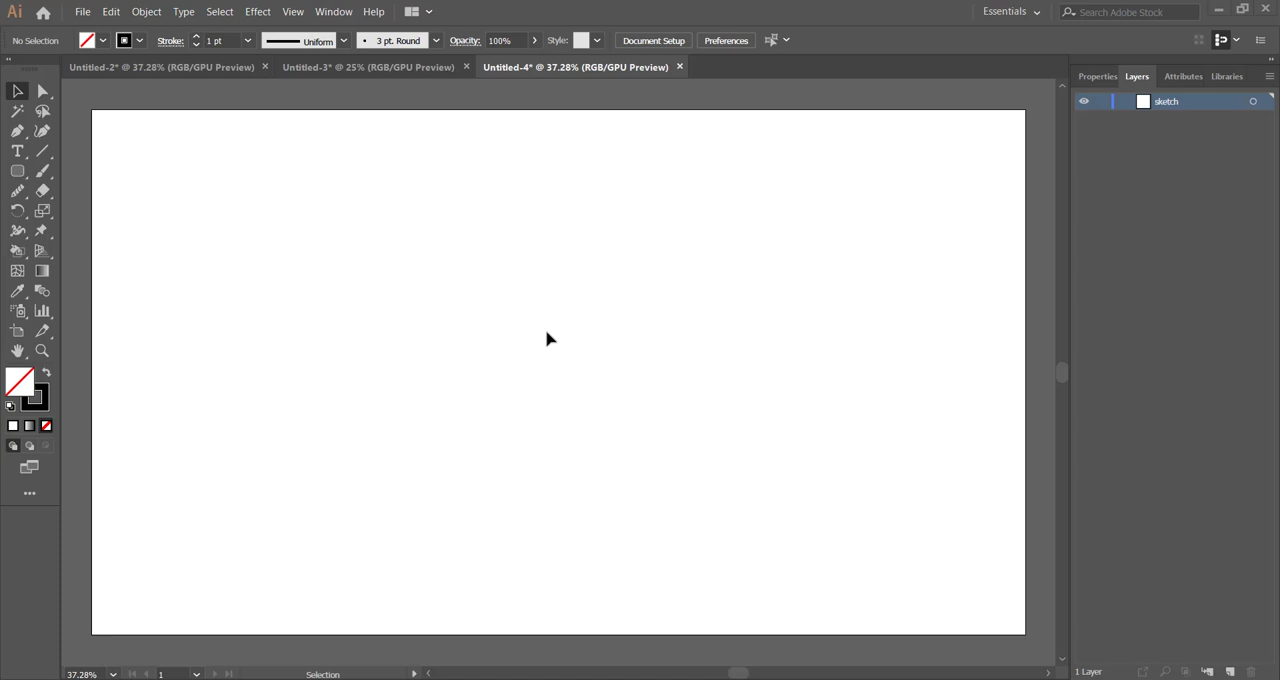 Ai File Edit Object Type Select Effect View Window Help Essentials Search Adobe Stock
No Selection Stroke: 1 pt Uniform 3 pt. Round Opacity: 100% Style: Document Setup Preferences
Untitled-2* @ 37.28% (RGB/GPU Preview) Untitled-3* @ 25% (RGB/GPU Preview) Untitled-4* @ 37.28% (RGB/GPU Preview)
Properties Layers Attributes Libraries
sketch
37.28% 1 Selection 1 Layer